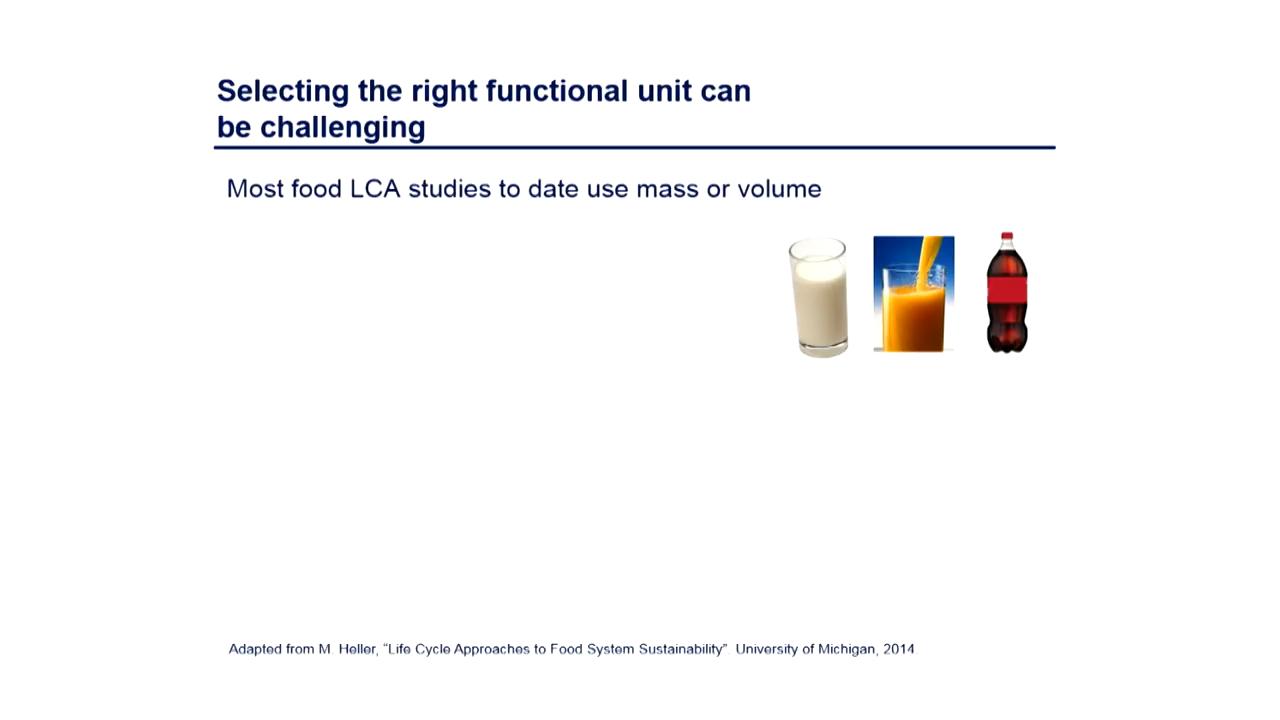 Selecting the right functional unit can
be challenging
Most food LCA studies to date use mass or volume
Adapted from M. Heller, “Life Cycle Approaches to Food System Sustainability”. University of Michigan, 2014.